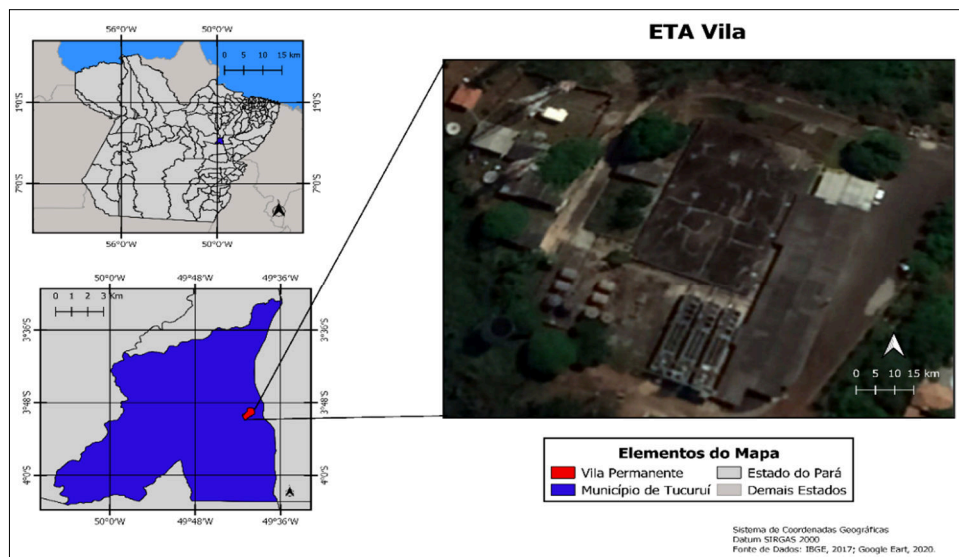 ETA Vila
56°0'W 50°0'W
0 5 10 15 km
1°0'S 1°0'S
7°0'S 7°0'S
56°0'W 50°0'W
50°0'W 49°48'W 49°36'W
0 1 2 3 Km
3°36'S 3°36'S
3°48'S 3°48'S
4°0'S 4°0'S
50°0'W 49°48'W 49°36'W
0 5 10 15 km
Elementos do Mapa
Vila Permanente Estado do Pará
Município de Tucuruí Demais Estados
Sistema de Coordenadas Geográficas
Datum SIRGAS 2000
Fonte de Dados: IBGE, 2017; Google Eart, 2020.